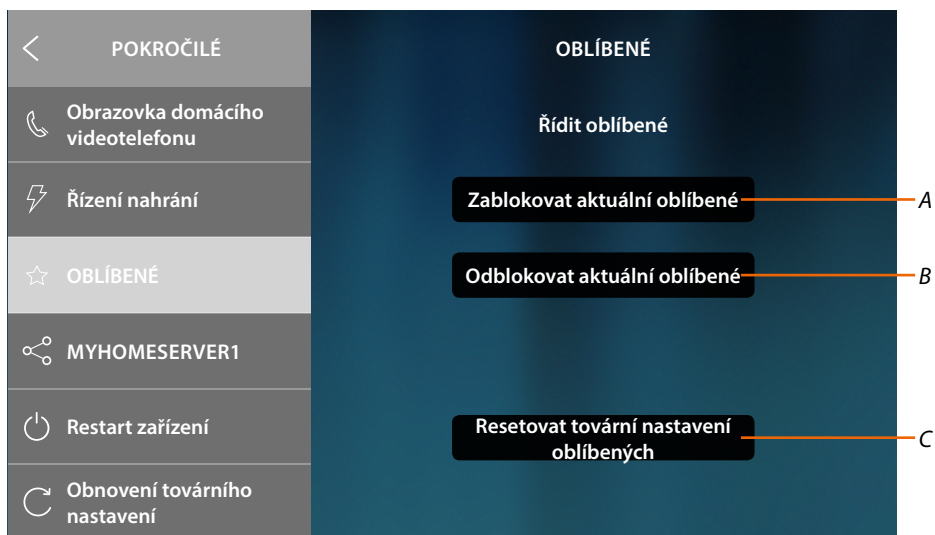 POKROČILÉ
Obrazovka domácího
videotelefonu
Řízení nahrání
OBLÍBENÉ
MYHOMESERVER1
Restart zařízení
Obnovení továrního
nastavení
OBLÍBENÉ
Řídit oblíbené
Zablokovat aktuální oblíbené
A
Odblokovat aktuální oblíbené
B
Resetovat tovární nastavení
oblíbených
C